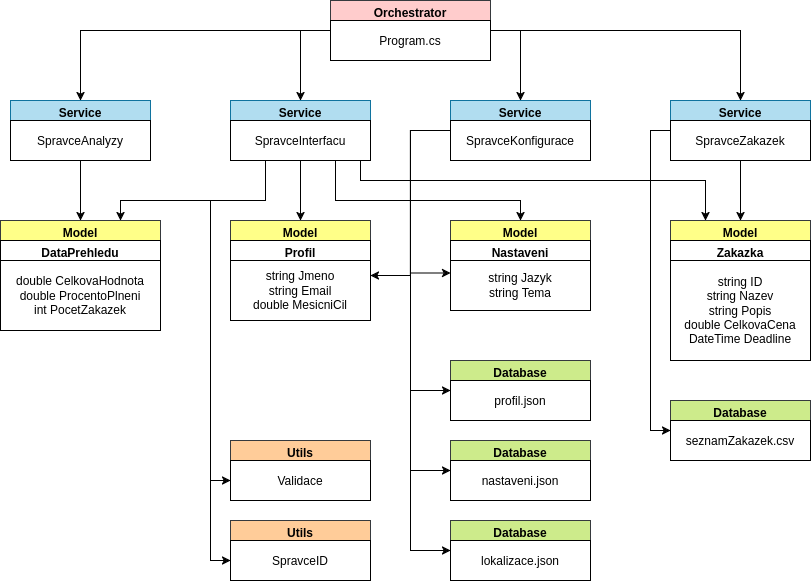 Orchestrator
Program.cs
Service
SpravceAnalyzy
Service
SpravceInterfacu
Service
SpravceKonfigurace
Service
SpravceZakazek
Model
DataPrehledu
double CelkovaHodnota
double ProcentoPlneni
int PocetZakazek
Model
Profil
string Jmeno
string Email
double MesicniCil
Model
Nastaveni
string Jazyk
string Tema
Model
Zakazka
string ID
string Nazev
string Popis
double CelkovaCena
DateTime Deadline
Database
profil.json
Database
seznamZakazek.csv
Utils
Validace
Database
nastaveni.json
Utils
SpravceID
Database
lokalizace.json